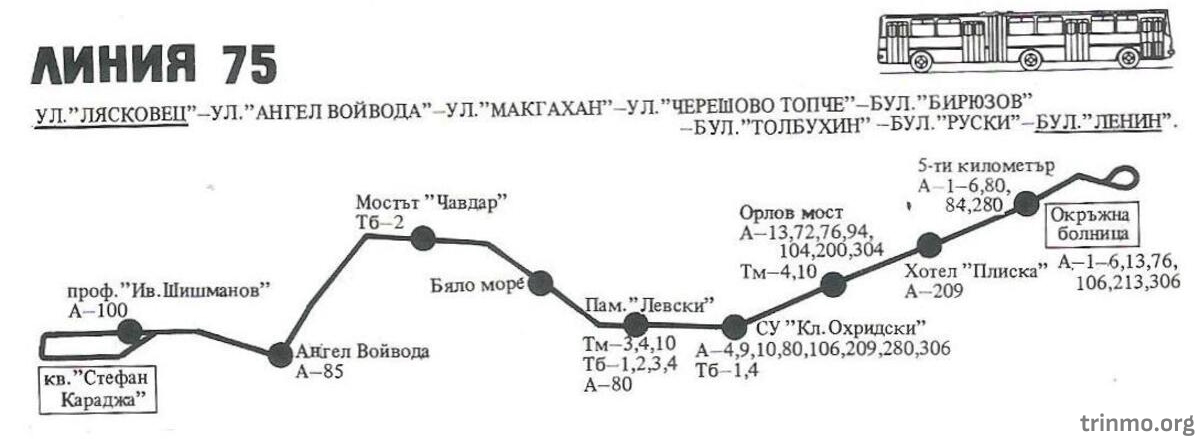 ЛИНИЯ 75
УЛ."ЛЯСКОВЕЦ"–УЛ."АНГЕЛ ВОЙВОДА"–УЛ."МАКГАХАН"–УЛ."ЧЕРЕШОВО ТОПЧЕ"–БУЛ."БИРЮЗОВ"
–БУЛ."ТОЛБУХИН" –БУЛ."РУСКИ"–БУЛ."ЛЕНИН".
проф."Ив.Шишманов"
А–100
кв."Стефан
Караджа"
Ангел Войвода
А–85
Мостът "Чавдар"
Тб–2
Бяло море
Пам."Левски"
Тм–3,4,10
Тб–1,2,3,4
А–80
СУ "Кл.Охридски"
А–4,9,10,80,106,209,280,306
Тб–1,4
Орлов мост
А–13,72,76,94,
104,200,304
Тм–4,10
Хотел "Плиска"
А–209
5-ти километър
А–1–6,80,
84,280
Окръжна
болница
А–1–6,13,76,
106,213,306
trinmo.org